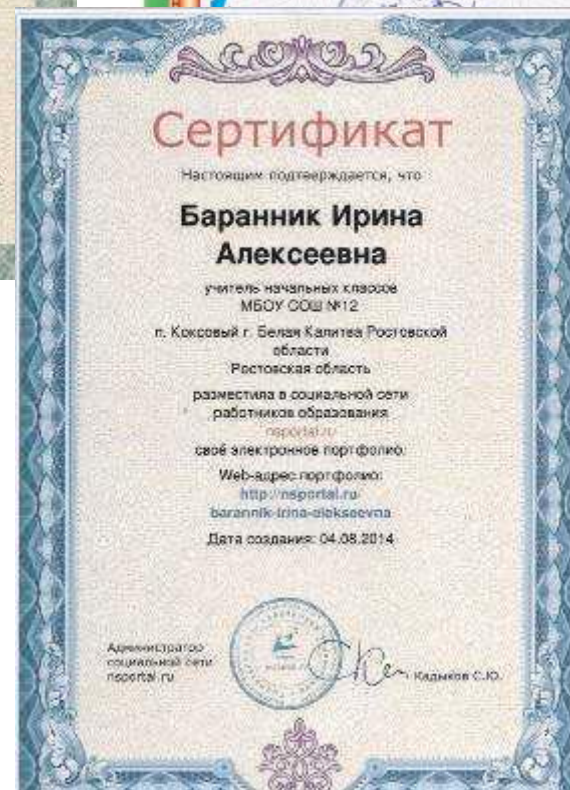 Сертификат
Настоящим подтверждается, что
Баранник Ирина
Алексеевна
учитель начальных классов
МБОУ СОШ №12
п. Коксовый г. Белая Калитва Ростовской
области
Ростовская область
разместила в социальной сети
работников образования
nsportal.ru
своё электронное портфолио:
Web-адрес портфолио:
http://nsportal.ru
barannik-irina-alekseevna
Дата создания: 04.08.2014
Администратор
социальной сети
nsportal.ru
Кадыков С.Ю.